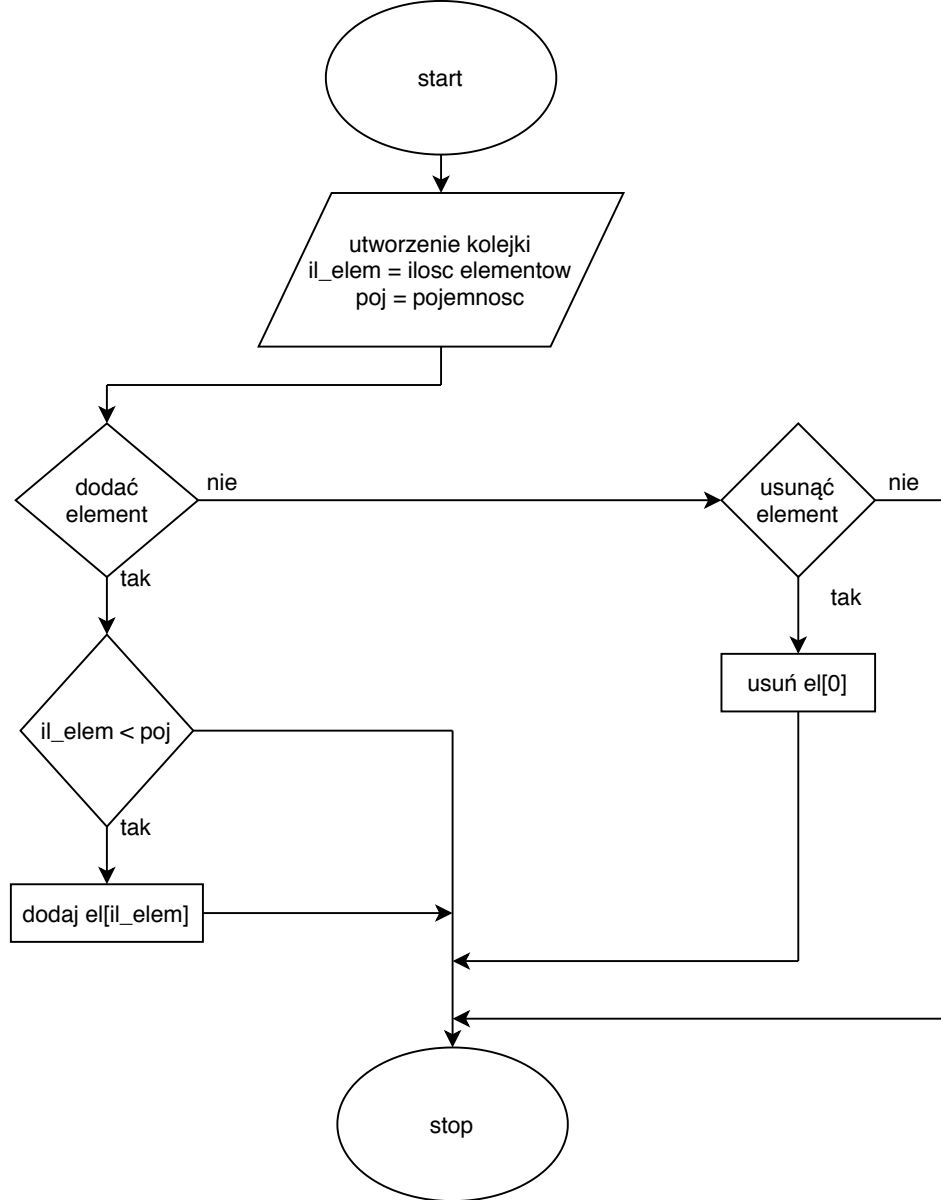 start
utworzenie kolejki
il_elem = ilosc elementow
poj = pojemnosc
dodać
element
nie
usunąć
element
nie
tak
tak
il_elem < poj
usuń el[0]
tak
dodaj el[il_elem]
stop